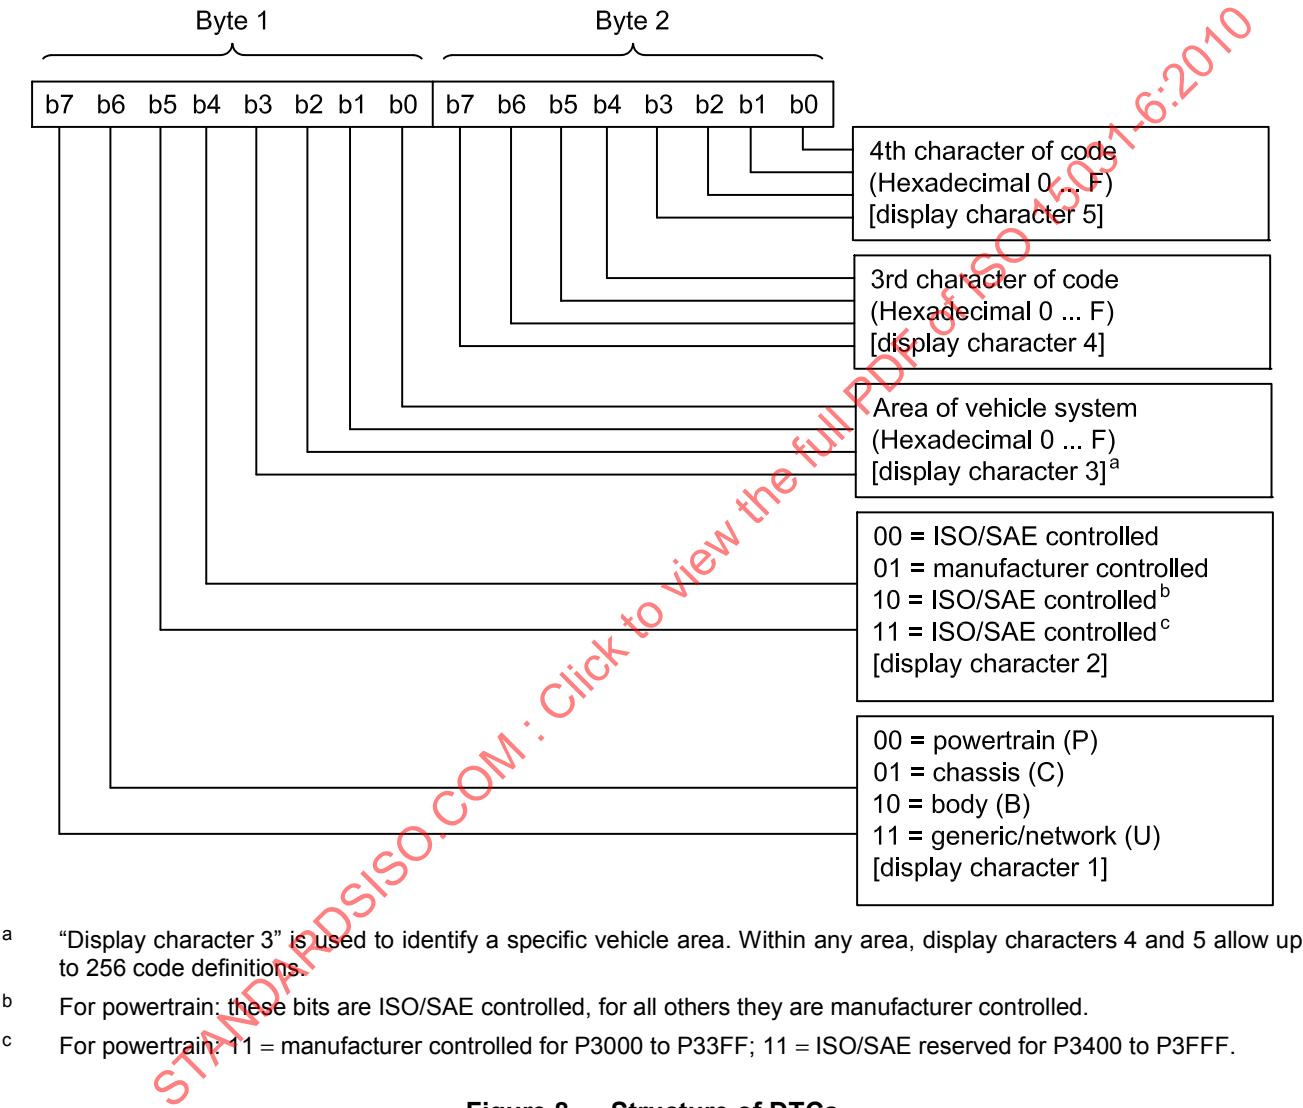 Byte 1 Byte 2
b7 b6 b5 b4 b3 b2 b1 b0 b7 b6 b5 b4 b3 b2 b1 b0
4th character of code
(Hexadecimal 0 ... F)
[display character 5]
3rd character of code
(Hexadecimal 0 ... F)
[display character 4]
Area of vehicle system
(Hexadecimal 0 ... F)
[display character 3]a
00 = ISO/SAE controlled
01 = manufacturer controlled
10 = ISO/SAE controlled b
11 = ISO/SAE controlled c
[display character 2]
00 = powertrain (P)
01 = chassis (C)
10 = body (B)
11 = generic/network (U)
[display character 1]
a "Display character 3" is used to identify a specific vehicle area. Within any area, display characters 4 and 5 allow up
to 256 code definitions.
b For powertrain: these bits are ISO/SAE controlled, for all others they are manufacturer controlled.
c For powertrain: 11 = manufacturer controlled for P3000 to P33FF; 11 = ISO/SAE reserved for P3400 to P3FFF.
Figure 8 — Structure of DTCs
STANDARDSISO.COM : Click to view the full PDF of ISO 15031-6:2010